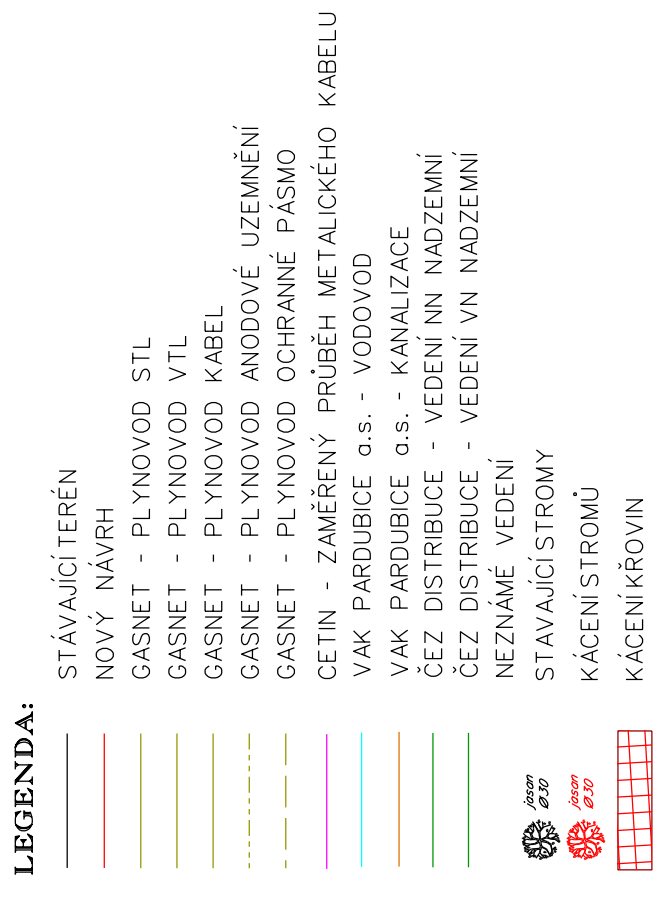 LEGENDA:
STÁVAJÍCÍ TERÉN
NOVÝ NÁVRH
GASNET - PLYNOVOD STL
GASNET - PLYNOVOD VTL
GASNET - PLYNOVOD KABEL
GASNET - PLYNOVOD ANODOVÉ UZEMNĚNÍ
GASNET - PLYNOVOD OCHRANNÉ PÁSMO
CETIN - ZAMĚŘENÝ PRŮBĚH METALICKÉHO KABELU
VAK PARDUBICE a.s. - VODOVOD
VAK PARDUBICE a.s. - KANALIZACE
ČEZ DISTRIBUCE - VEDENÍ NN NADZEMNÍ
ČEZ DISTRIBUCE - VEDENÍ VN NADZEMNÍ
NEZNÁMÉ VEDENÍ
jasan
Ø30
STAVAJÍCÍ STROMY
jasan
Ø30
KÁCENÍ STROMŮ
KÁCENÍ KŘOVIN